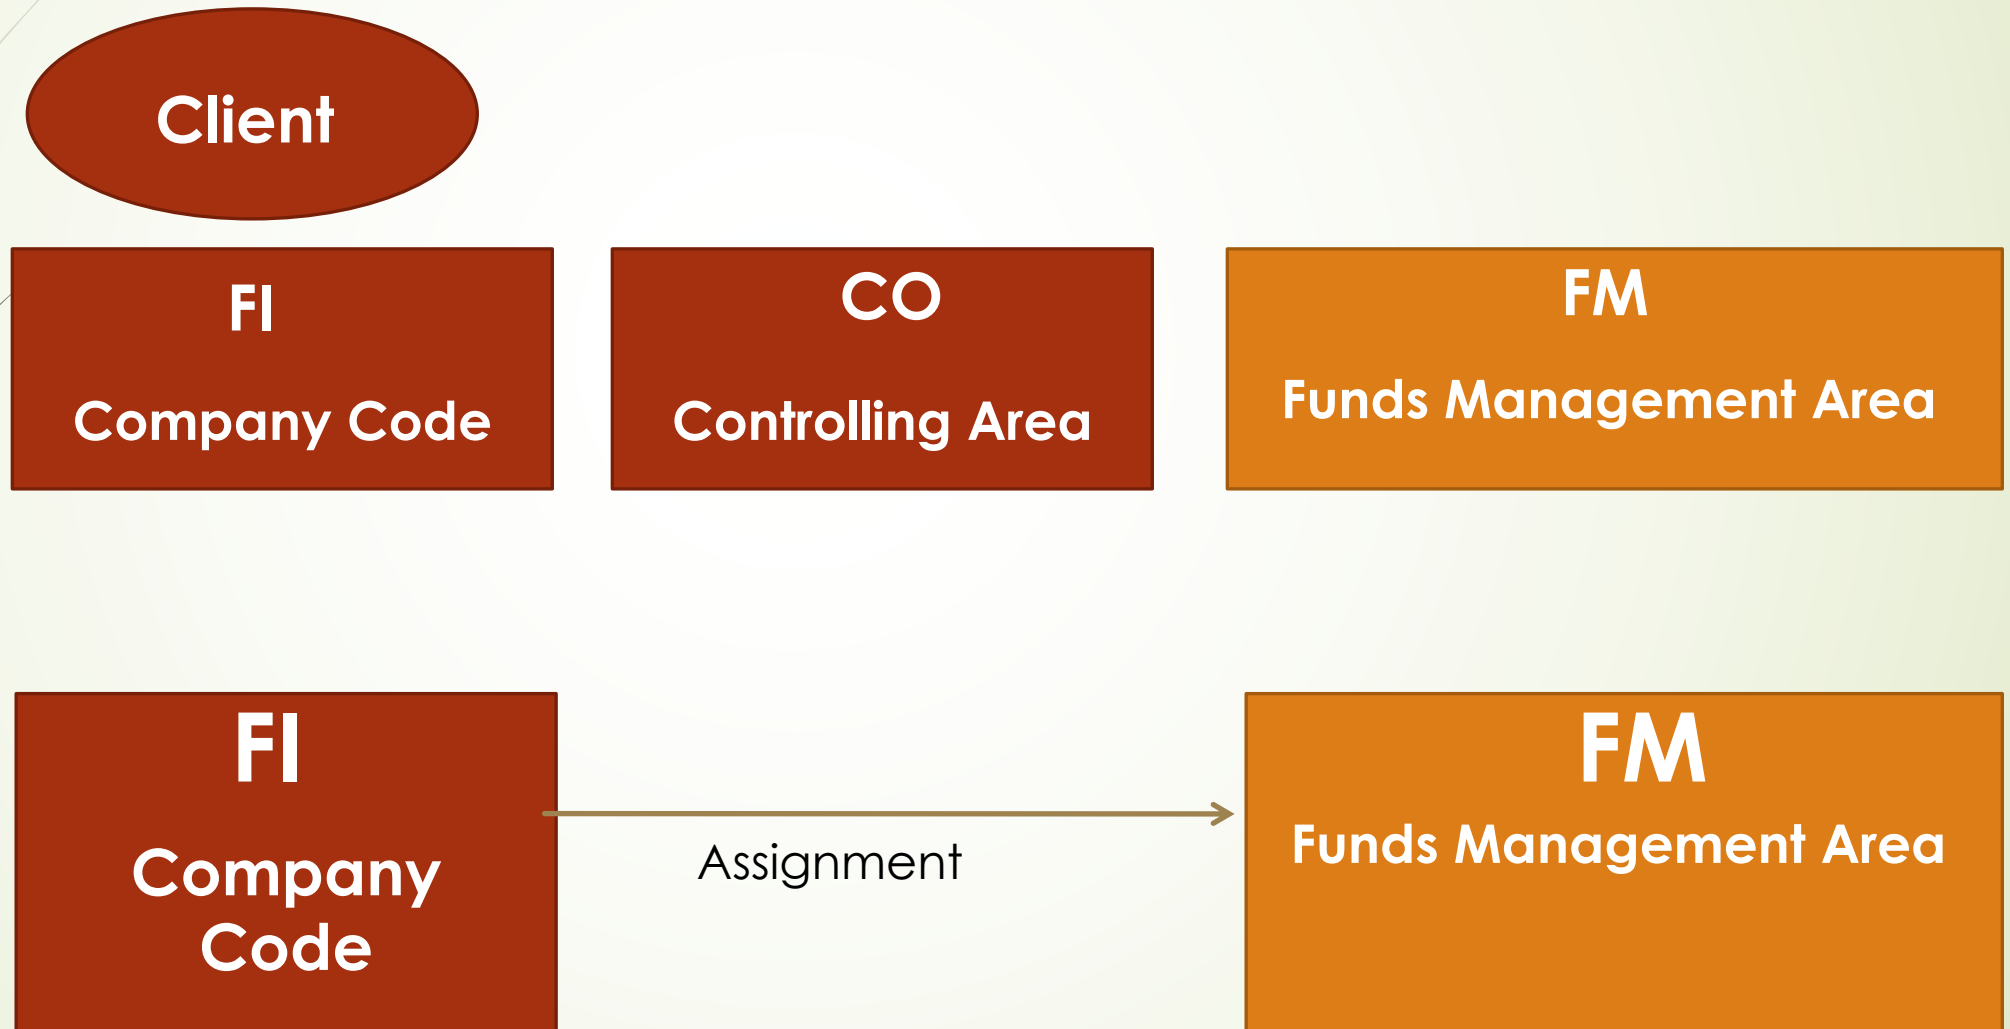 Client
FI
Company Code
CO
Controlling Area
FM
Funds Management Area
FI
Company
Code
Assignment
FM
Funds Management Area